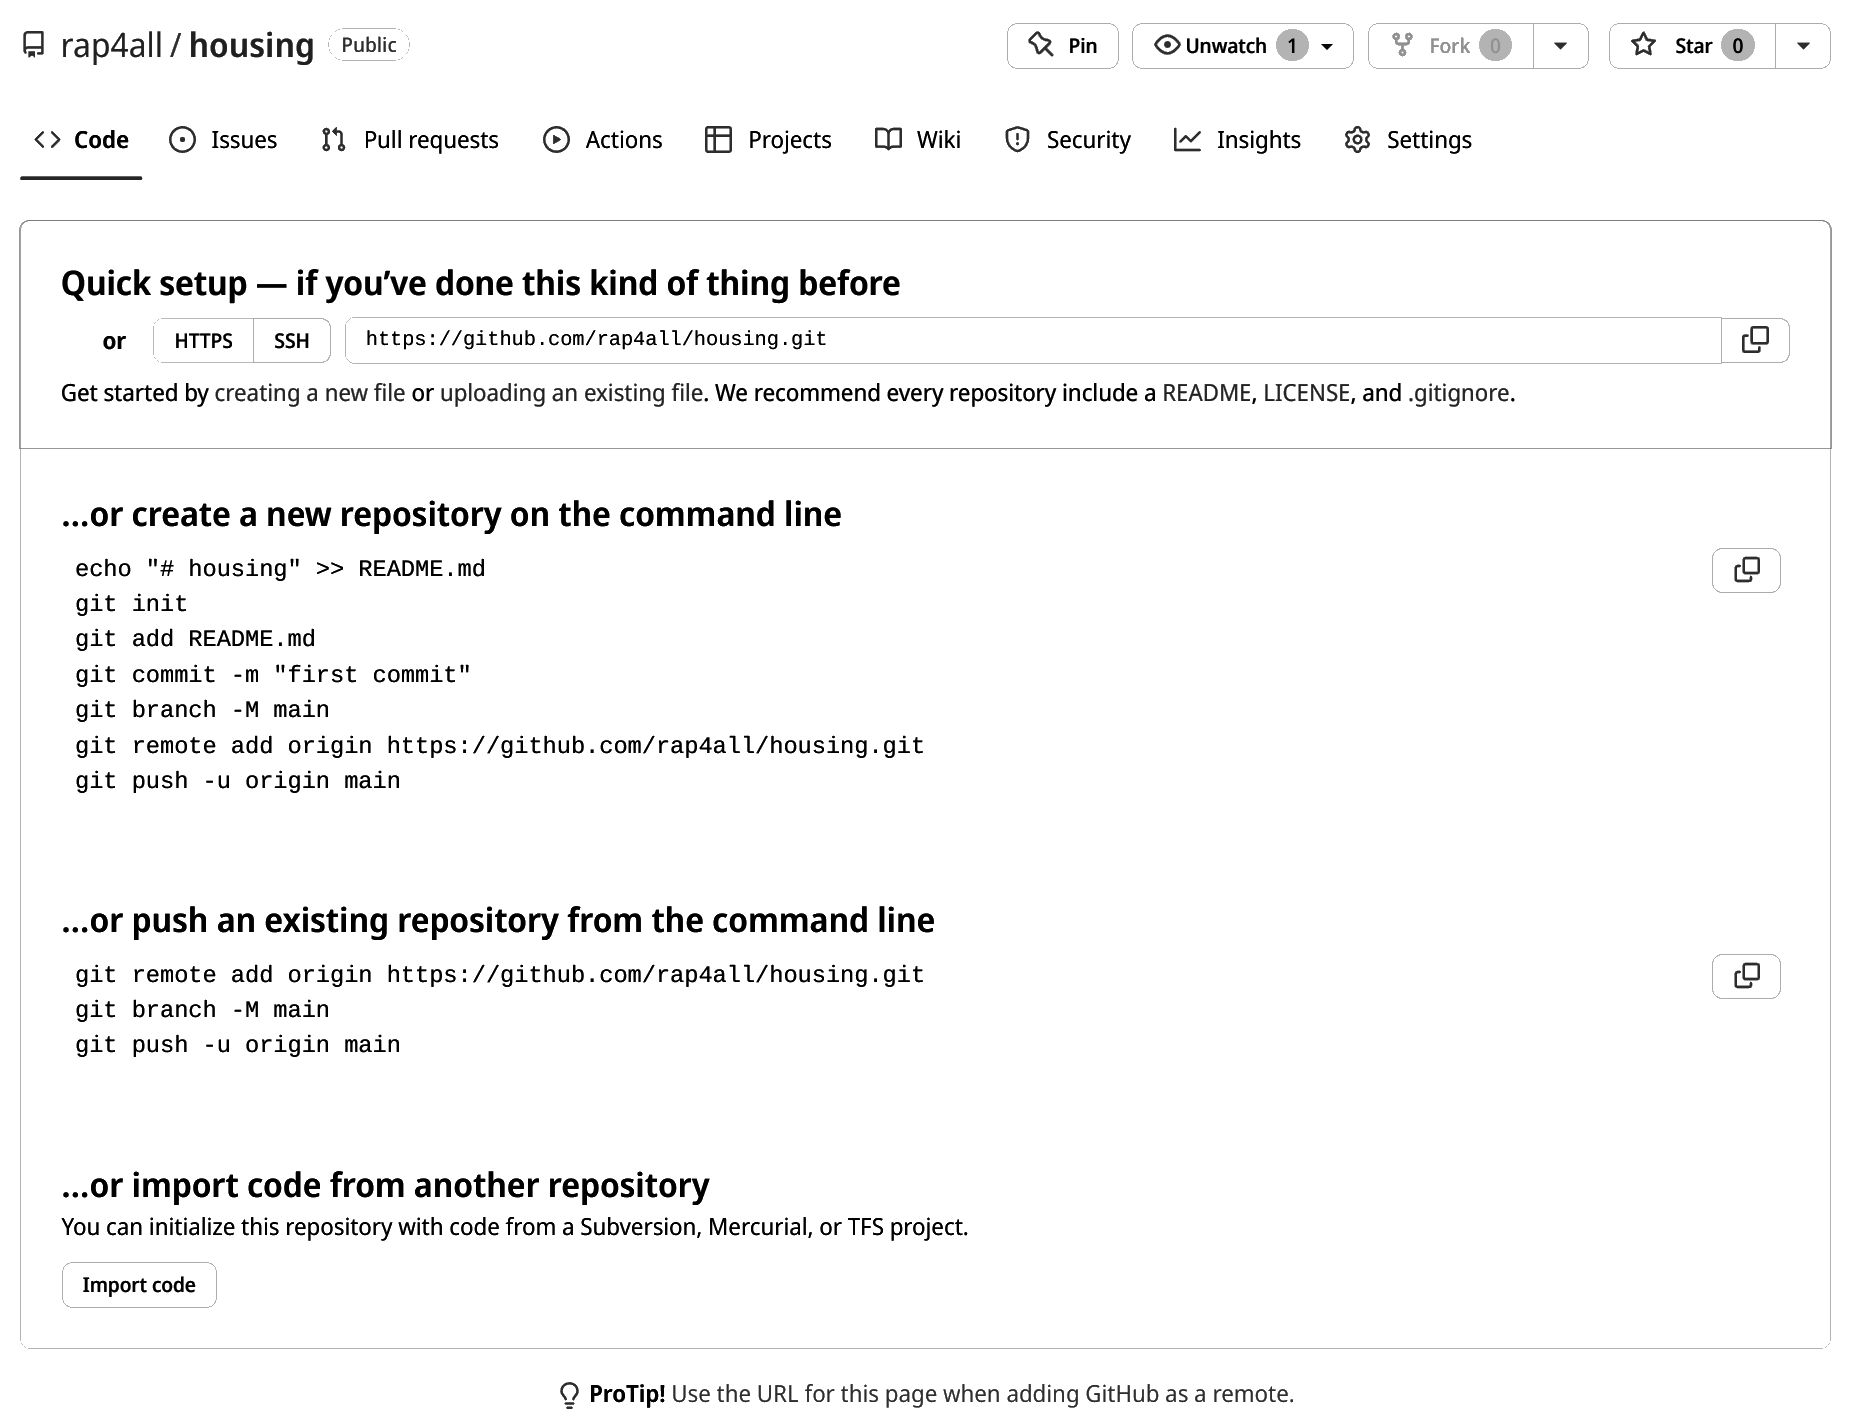 rap4all / housing Public Pin Unwatch 1 Fork 0 Star 0
Code Issues Pull requests Actions Projects Wiki Security Insights Settings
Quick setup — if you’ve done this kind of thing before
or HTTPS SSH https://github.com/rap4all/housing.git
Get started by creating a new file or uploading an existing file. We recommend every repository include a README, LICENSE, and .gitignore.
…or create a new repository on the command line
echo "# housing" >> README.md
git init
git add README.md
git commit -m "first commit"
git branch -M main
git remote add origin https://github.com/rap4all/housing.git
git push -u origin main
…or push an existing repository from the command line
git remote add origin https://github.com/rap4all/housing.git
git branch -M main
git push -u origin main
…or import code from another repository
You can initialize this repository with code from a Subversion, Mercurial, or TFS project.
Import code
ProTip! Use the URL for this page when adding GitHub as a remote.